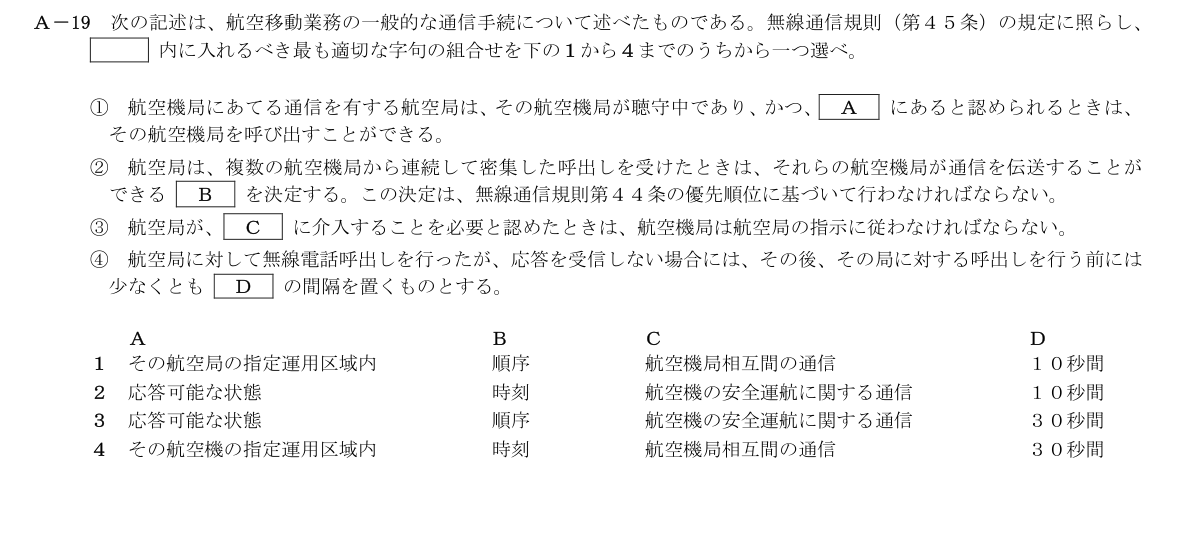 A－19　次の記述は、航空移動業務の一般的な通信手続について述べたものである。無線通信規則（第４５条）の規定に照らし、
内に入れるべき最も適切な字句の組合せを下の1から4までのうちから一つ選べ。
①　航空機局にあてる通信を有する航空局は、その航空機局が聴守中であり、かつ、 A にあると認められるときは、
その航空機局を呼び出すことができる。
②　航空局は、複数の航空機局から連続して密集した呼出しを受けたときは、それらの航空機局が通信を伝送することが
できる B を決定する。この決定は、無線通信規則第４４条の優先順位に基づいて行わなければならない。
③　航空局が、 C に介入することを必要と認めたときは、航空機局は航空局の指示に従わなければならない。
④　航空局に対して無線電話呼出しを行ったが、応答を受信しない場合には、その後、その局に対する呼出しを行う前には
少なくとも D の間隔を置くものとする。
A　B　C　D
1　その航空局の指定運用区域内　順序　航空機局相互間の通信　１０秒間
2　応答可能な状態　時刻　航空機の安全運航に関する通信　１０秒間
3　応答可能な状態　順序　航空機の安全運航に関する通信　３０秒間
4　その航空機の指定運用区域内　時刻　航空機局相互間の通信　３０秒間